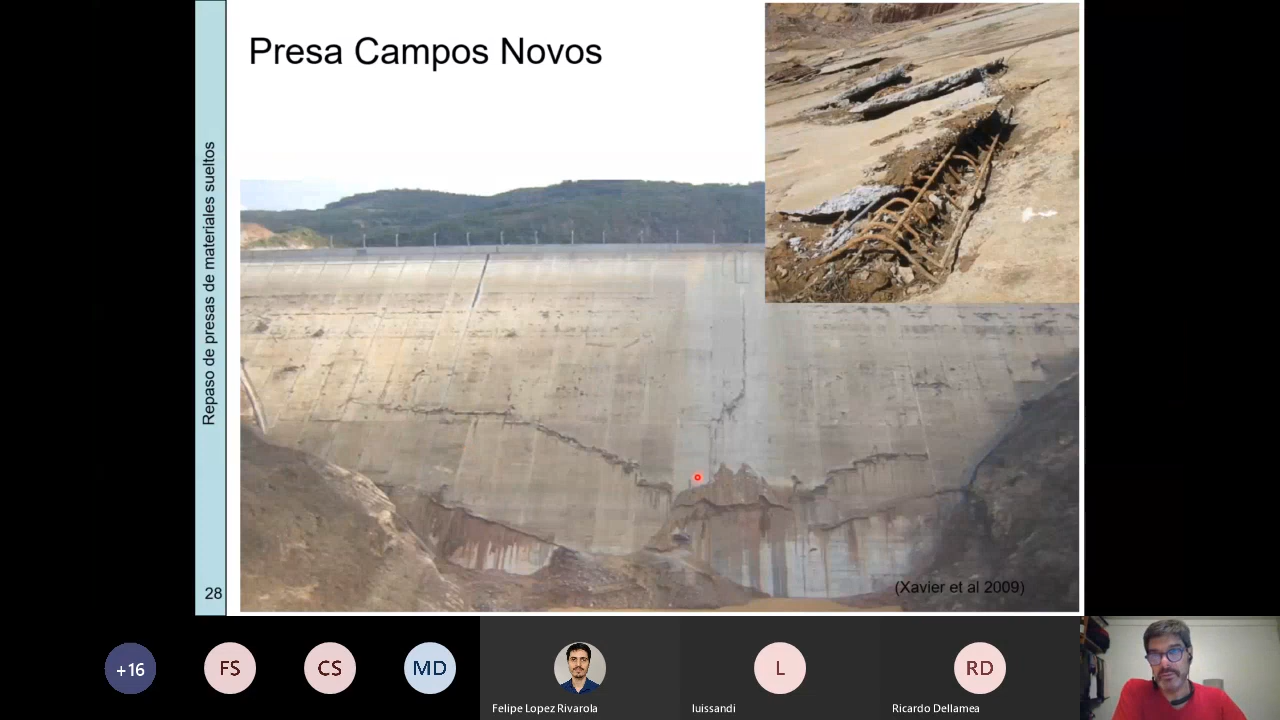 Presa Campos Novos
Repaso de presas de materiales sueltos
(Xavier et al 2009)
28
+16
FS
CS
MD
Felipe Lopez Rivarola
L
luissandi
RD
Ricardo Dellamea